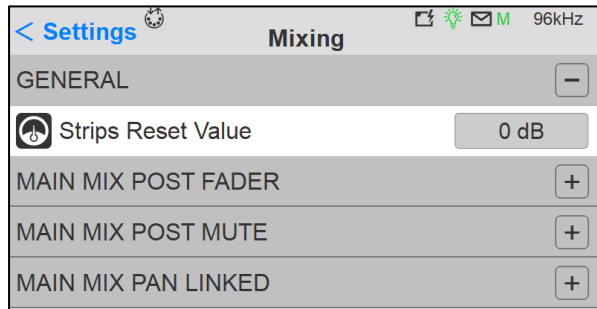 < Settings
Mixing
M
96kHz
GENERAL
−
Strips Reset Value
0 dB
MAIN MIX POST FADER
+
MAIN MIX POST MUTE
+
MAIN MIX PAN LINKED
+